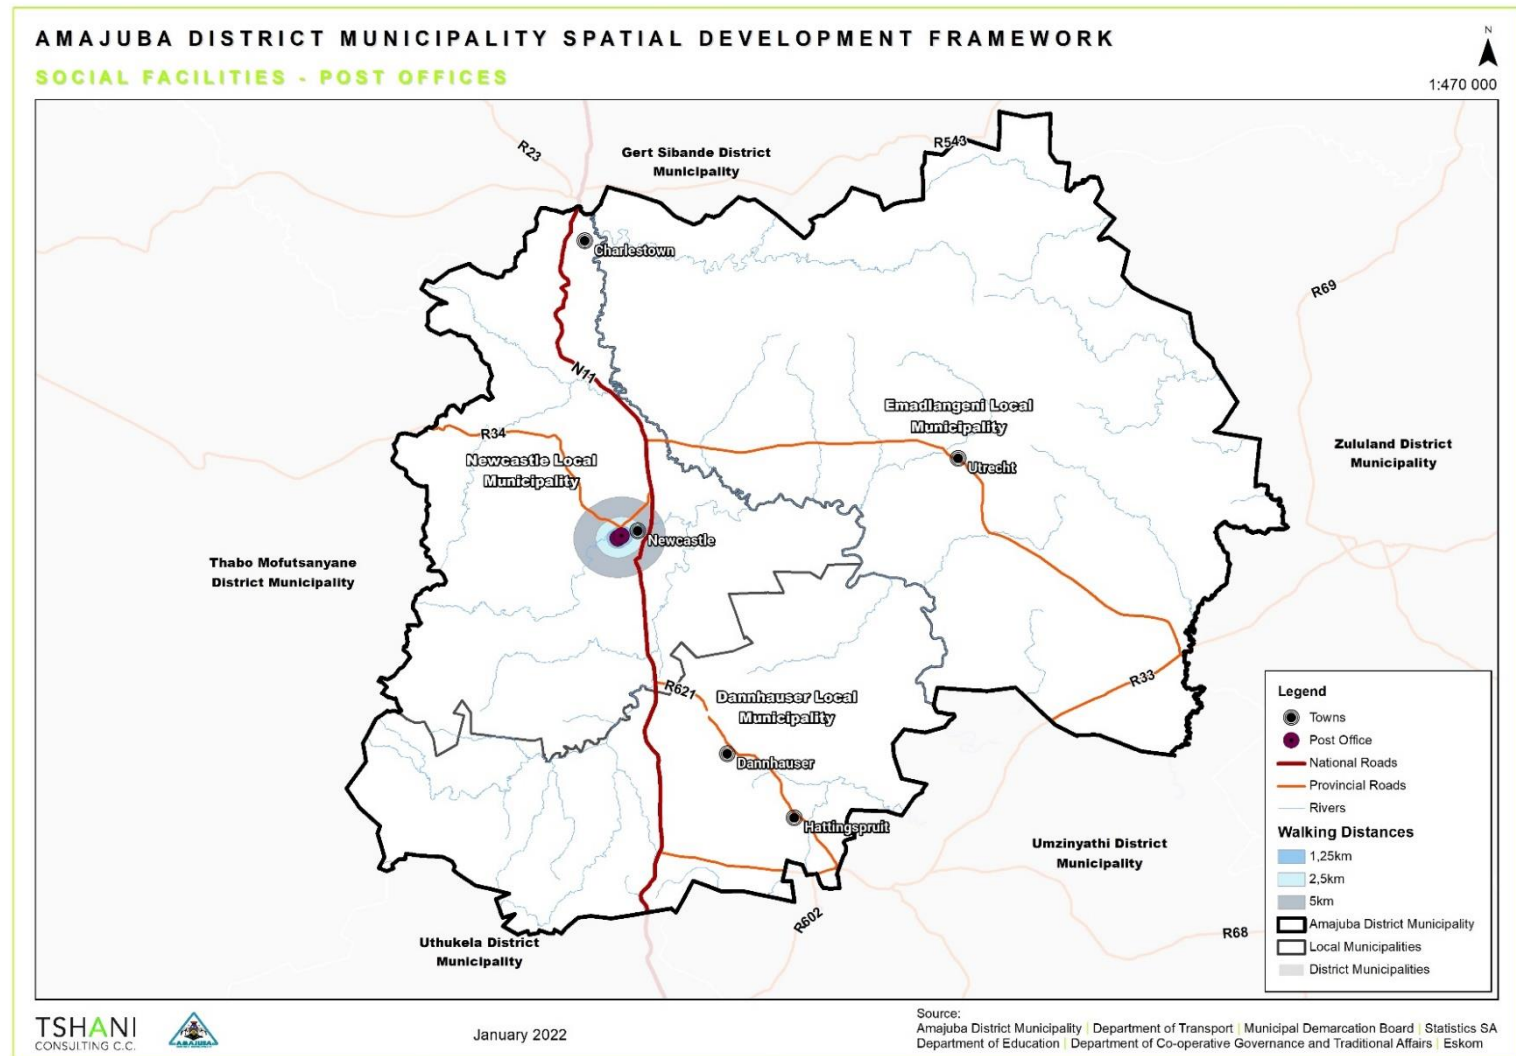 AMAJUBA DISTRICT MUNICIPALITY SPATIAL DEVELOPMENT FRAMEWORK
SOCIAL FACILITIES - POST OFFICES
N
1:470 000
R23
Gert Sibande District
Municipality
R543
Charlestown
R69
N11
Emadlangeni Local
Municipality
R34
Newcastle Local
Municipality
Utrecht
Zululand District
Municipality
Newcastle
Thabo Mofutsanyane
District Municipality
R33
R621
Dannhauser Local
Municipality
Dannhauser
Hattingspruit
Umzinyathi District
Municipality
R602
R68
Uthukela District
Municipality
Legend
Towns
Post Office
National Roads
Provincial Roads
Rivers
Walking Distances
1,25km
2,5km
5km
Amajuba District Municipality
Local Municipalities
District Municipalities
TSHANI
CONSULTING C.C.
AMAJUBA
January 2022
Source:
Amajuba District Municipality | Department of Transport | Municipal Demarcation Board | Statistics SA
Department of Education | Department of Co-operative Governance and Traditional Affairs | Eskom